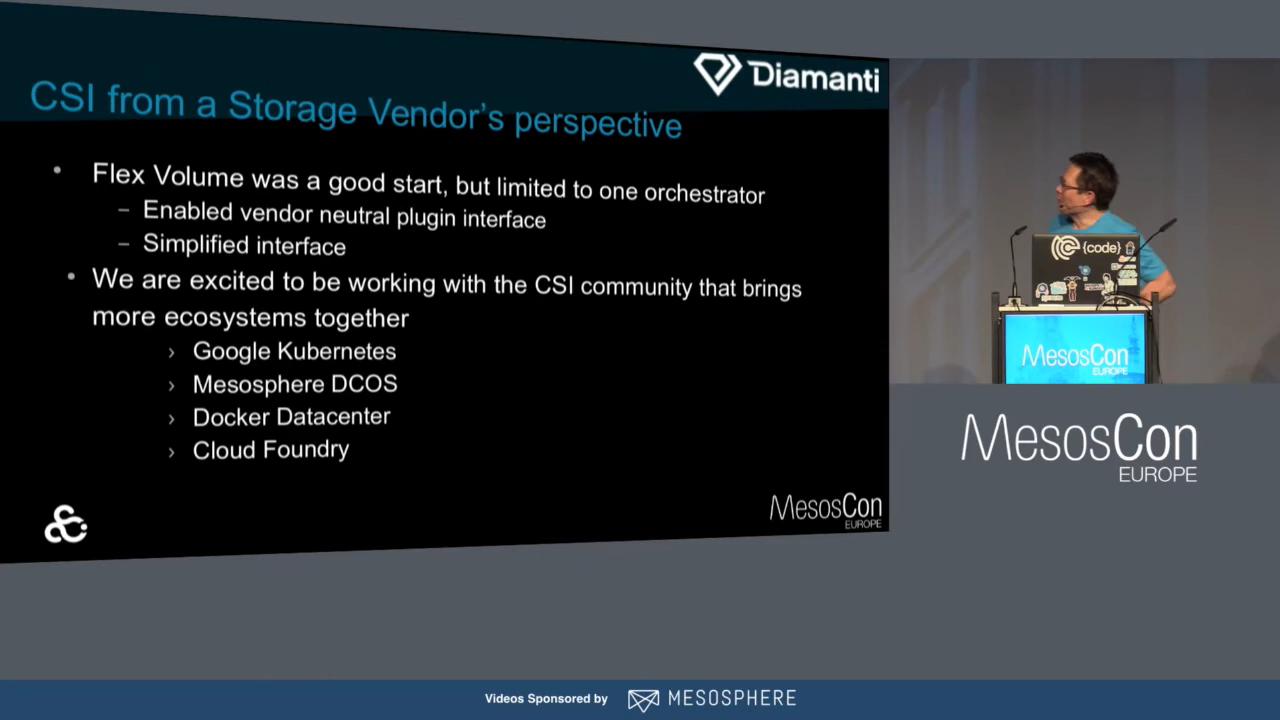 Diamanti
CSI from a Storage Vendor's perspective
• Flex Volume was a good start, but limited to one orchestrator
– Enabled vendor neutral plugin interface
– Simplified interface
• We are excited to be working with the CSI community that brings
more ecosystems together
› Google Kubernetes
› Mesosphere DCOS
› Docker Datacenter
› Cloud Foundry
MesosCon
EUROPE
{code}
MesosCon
EUROPE
MesosCon
EUROPE
Videos Sponsored by MESOSPHERE